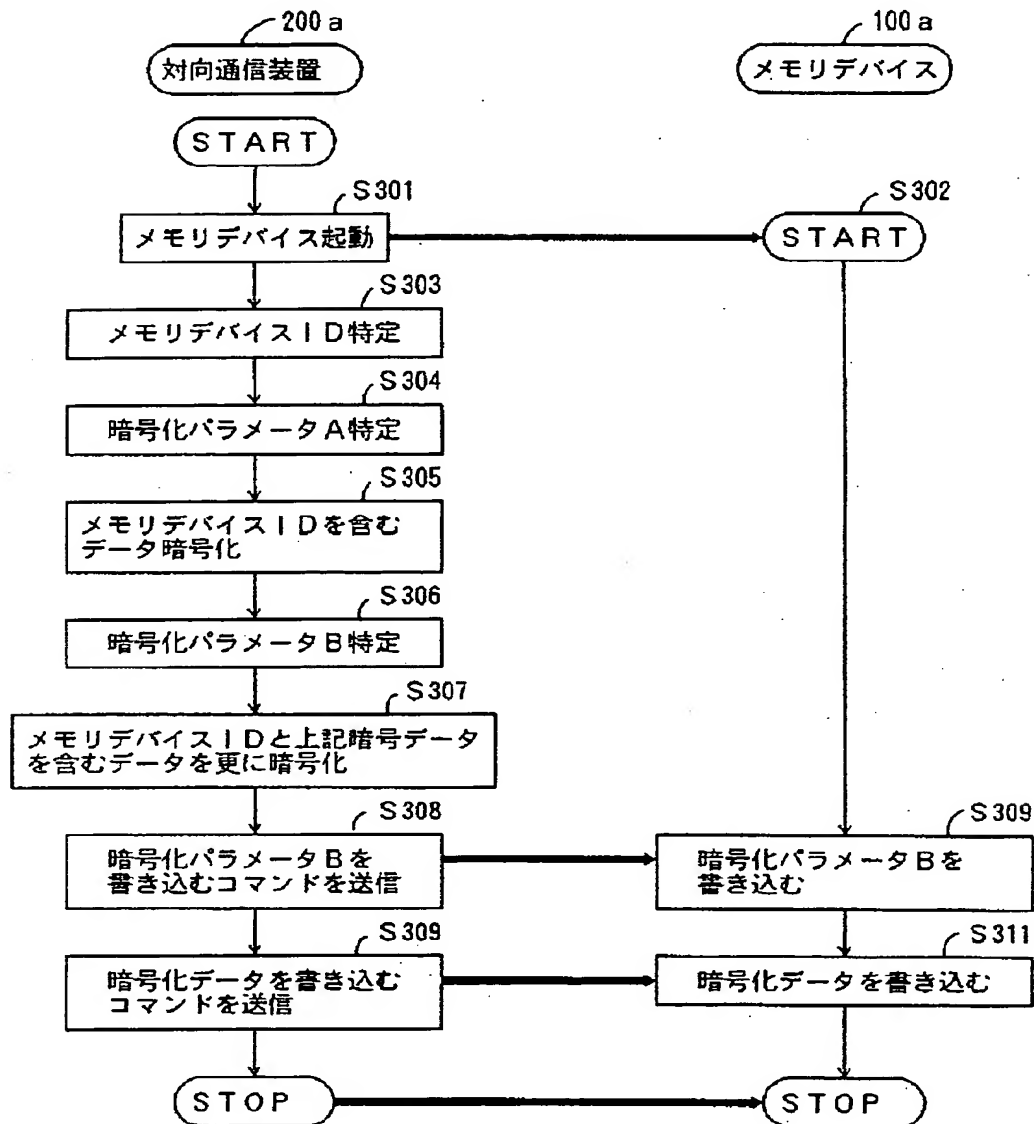 200a
対向通信装置
100a
メモリデバイス
START
S301
メモリデバイス起動
S302
START
S303
メモリデバイスID特定
S304
暗号化パラメータA特定
S305
メモリデバイスIDを含む
データ暗号化
S306
暗号化パラメータB特定
S307
メモリデバイスIDと上記暗号データ
を含むデータを更に暗号化
S308
暗号化パラメータBを
書き込むコマンドを送信
S309
暗号化パラメータBを
書き込む
S309
暗号化データを書き込む
コマンドを送信
S311
暗号化データを書き込む
STOP
STOP